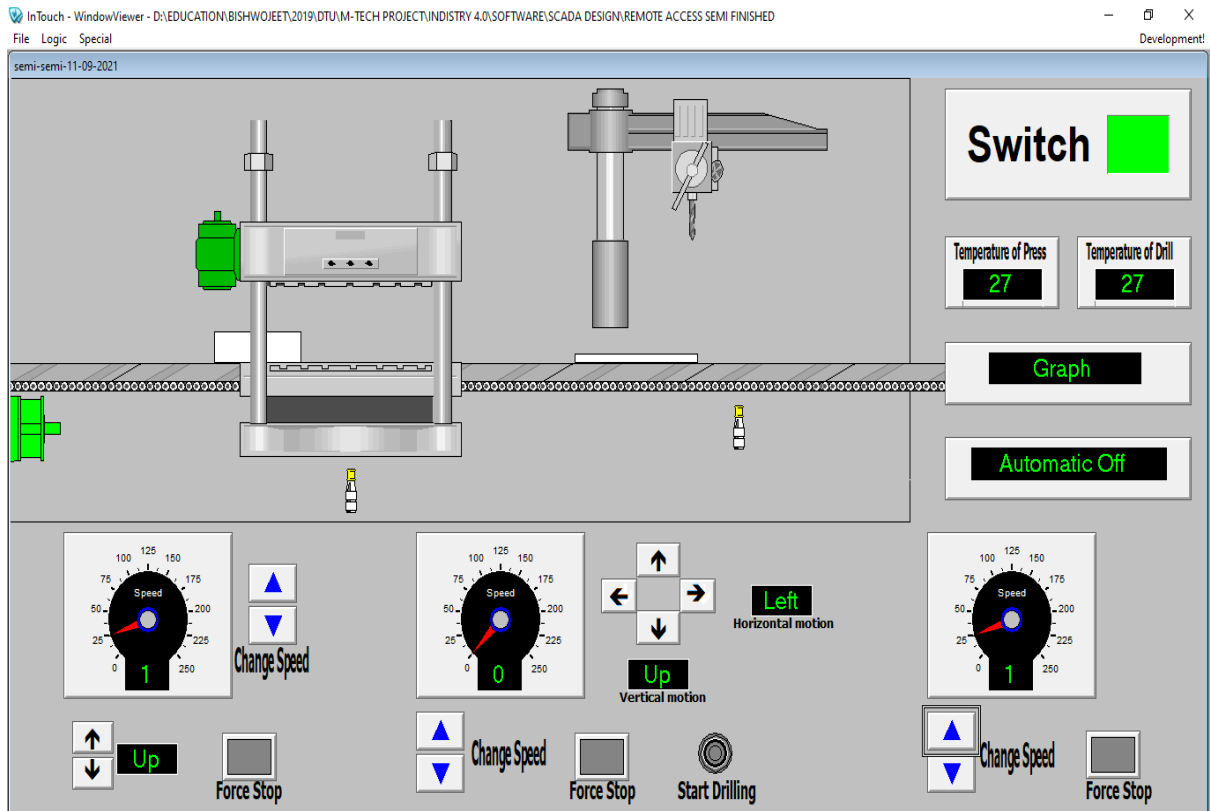 InTouch - WindowViewer - D:\EDUCATION\BISHWOJEET\2019\DTU\M-TECH PROJECT\INDISTRY 4.0\SOFTWARE\SCADA DESIGN\REMOTE ACCESS SEMI FINISHED
File Logic Special Development!
semi-semi-11-09-2021
Switch
Temperature of Press
27
Temperature of Drill
27
Graph
Automatic Off
0 25 50 75 100 125 150 175 200 225 250
Speed
1
Change Speed
Up
Force Stop
0 25 50 75 100 125 150 175 200 225 250
Speed
0
Left
Horizontal motion
Up
Vertical motion
Change Speed
Force Stop
Start Drilling
0 25 50 75 100 125 150 175 200 225 250
Speed
1
Change Speed
Force Stop